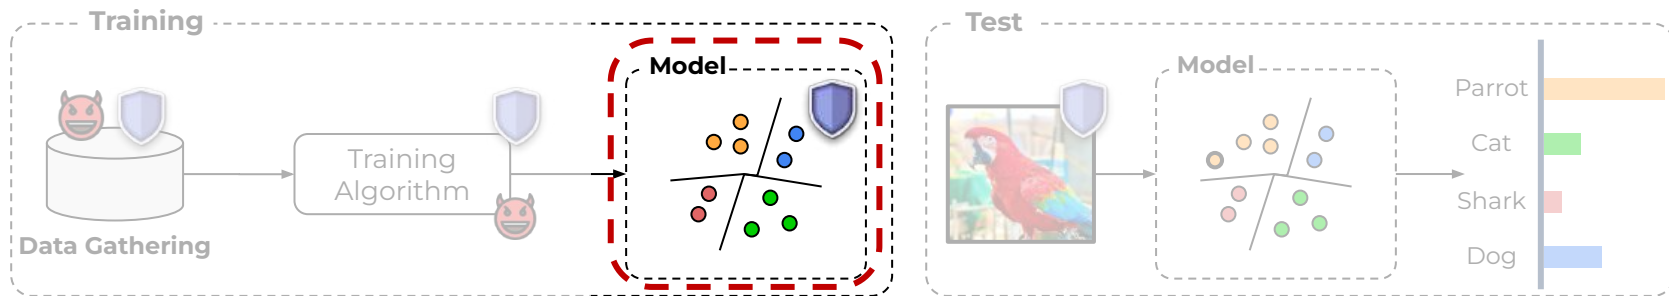 Training
Data Gathering
Training
Algorithm
Model
Test
Model
Parrot
Cat
Shark
Dog